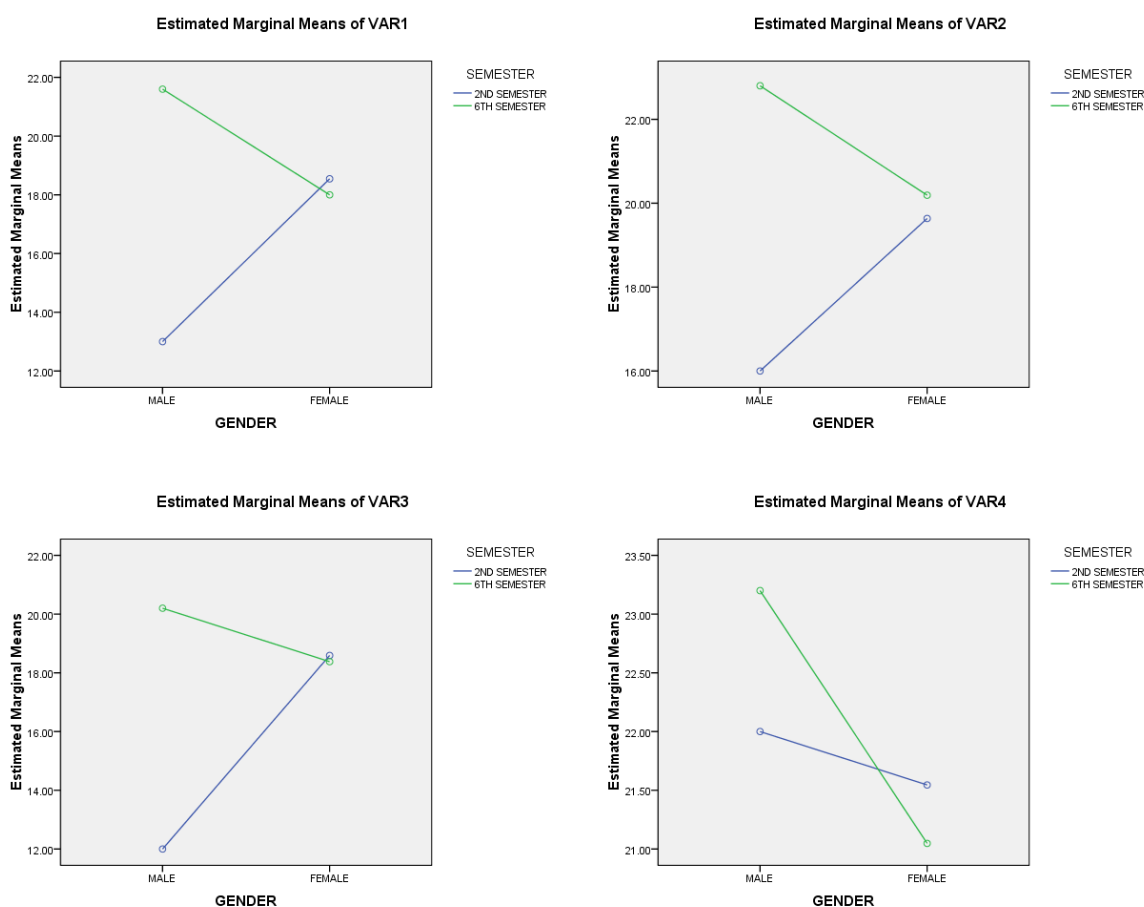 Estimated Marginal Means of VAR1
Estimated Marginal Means
22.00
20.00
18.00
16.00
14.00
12.00
MALE FEMALE
GENDER
SEMESTER
2ND SEMESTER
6TH SEMESTER
Estimated Marginal Means of VAR2
Estimated Marginal Means
22.00
20.00
18.00
16.00
MALE FEMALE
GENDER
SEMESTER
2ND SEMESTER
6TH SEMESTER
Estimated Marginal Means of VAR3
Estimated Marginal Means
22.00
20.00
18.00
16.00
14.00
12.00
MALE FEMALE
GENDER
SEMESTER
2ND SEMESTER
6TH SEMESTER
Estimated Marginal Means of VAR4
Estimated Marginal Means
23.50
23.00
22.50
22.00
21.50
21.00
MALE FEMALE
GENDER
SEMESTER
2ND SEMESTER
6TH SEMESTER